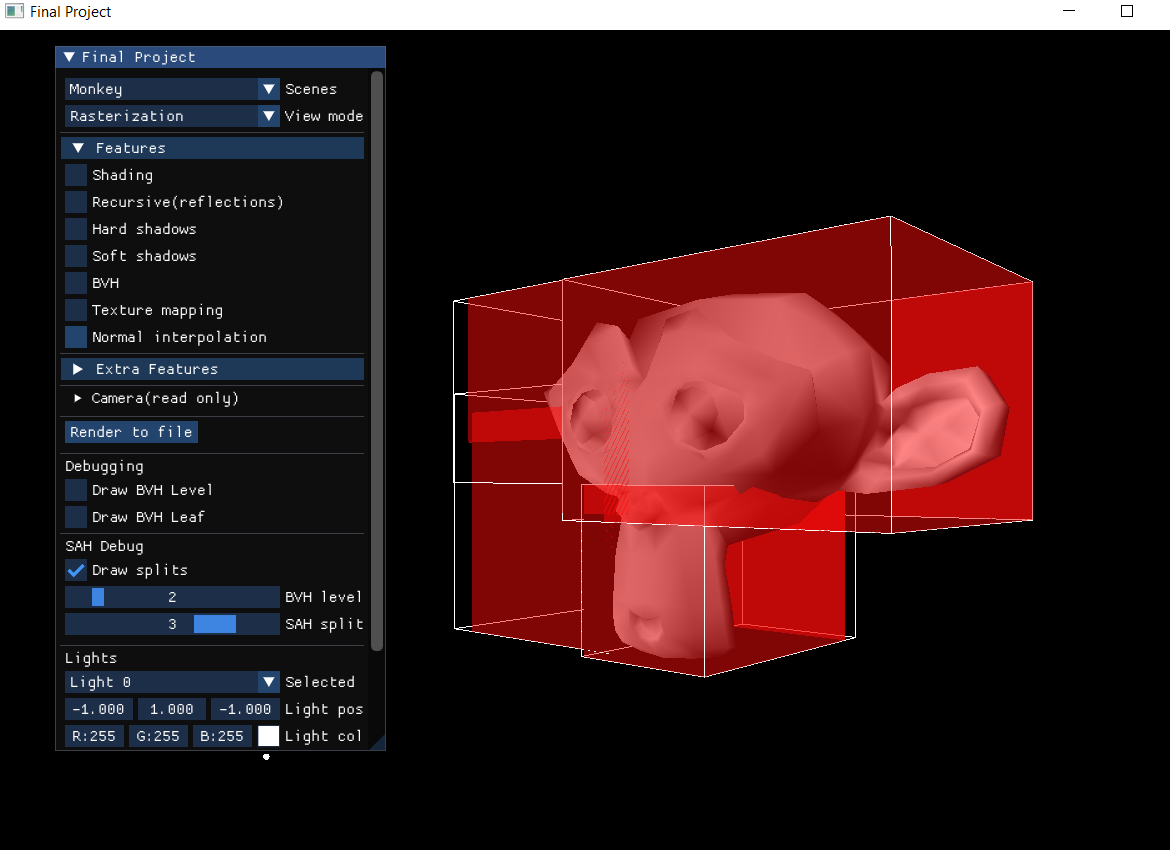 Final Project
Final Project
Monkey Scenes
Rasterization View mode
Features
Shading
Recursive(reflections)
Hard shadows
Soft shadows
BVH
Texture mapping
Normal interpolation
Extra Features
Camera(read only)
Render to file
Debugging
Draw BVH Level
Draw BVH Leaf
SAH Debug
Draw splits
2 BVH level
3 SAH split
Lights
Light 0 Selected
-1.000 1.000 -1.000 Light pos
R:255 G:255 B:255 Light col